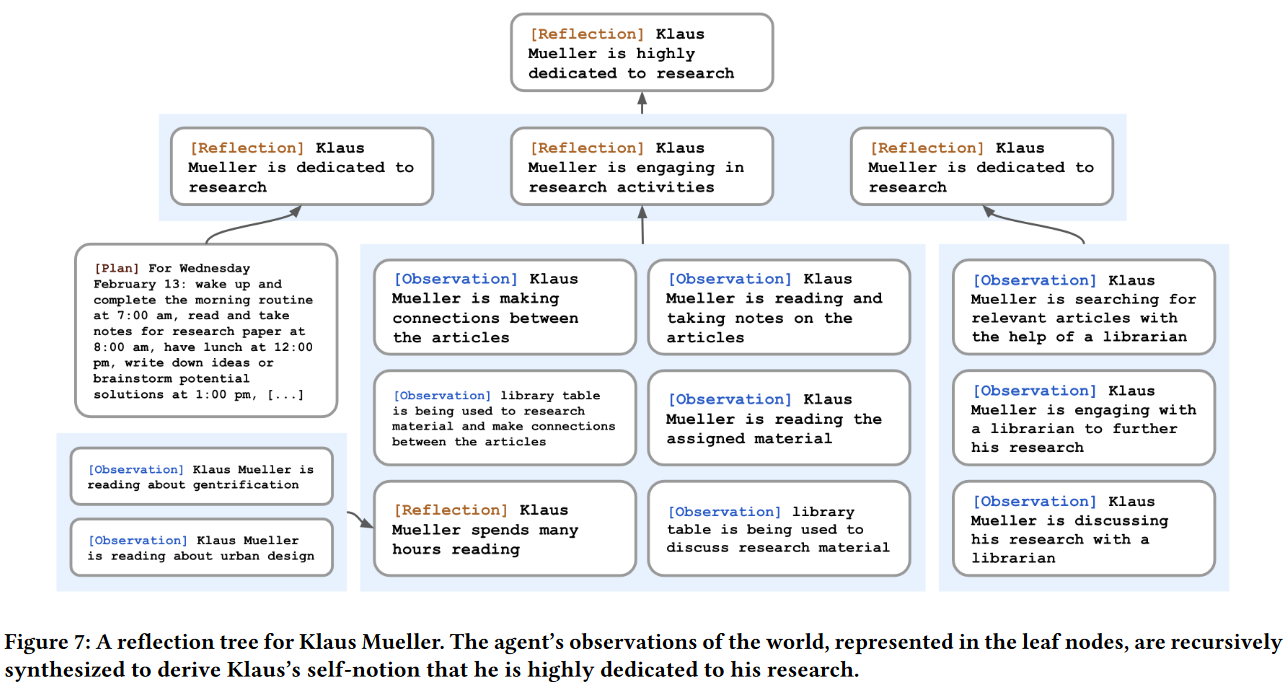 [Reflection] Klaus
Mueller is highly
dedicated to research
[Reflection] Klaus
Mueller is dedicated to
research
[Reflection] Klaus
Mueller is engaging in
research activities
[Reflection] Klaus
Mueller is dedicated to
research
[Plan] For Wednesday
February 13: wake up and
complete the morning routine
at 7:00 am, read and take
notes for research paper at
8:00 am, have lunch at 12:00
pm, write down ideas or
brainstorm potential
solutions at 1:00 pm, [...]
[Observation] Klaus Mueller is
reading about gentrification
[Observation] Klaus Mueller
is reading about urban design
[Observation] Klaus
Mueller is making
connections between
the articles
[Observation] Klaus
Mueller is reading and
taking notes on the
articles
[Observation] library table
is being used to research
material and make connections
between the articles
[Observation] Klaus
Mueller is reading the
assigned material
[Reflection] Klaus
Mueller spends many
hours reading
[Observation] library
table is being used to
discuss research material
[Observation] Klaus
Mueller is searching for
relevant articles with
the help of a librarian
[Observation] Klaus
Mueller is engaging with
a librarian to further
his research
[Observation] Klaus
Mueller is discussing
his research with a
librarian
Figure 7: A reflection tree for Klaus Mueller. The agent's observations of the world, represented in the leaf nodes, are recursively
synthesized to derive Klaus's self-notion that he is highly dedicated to his research.